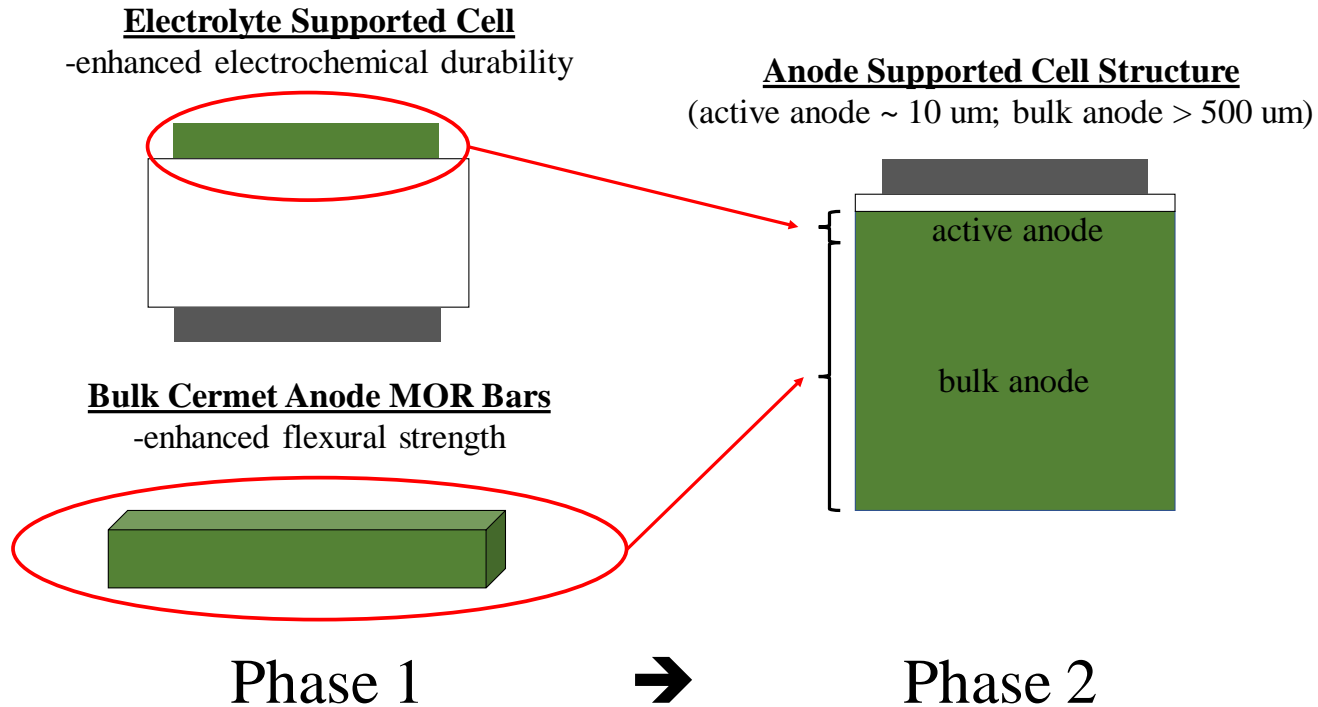 Electrolyte Supported Cell
-enhanced electrochemical durability
Anode Supported Cell Structure
(active anode ~ 10 um; bulk anode > 500 um)
active anode
bulk anode
Bulk Cermet Anode MOR Bars
-enhanced flexural strength
Phase 1 ➔ Phase 2